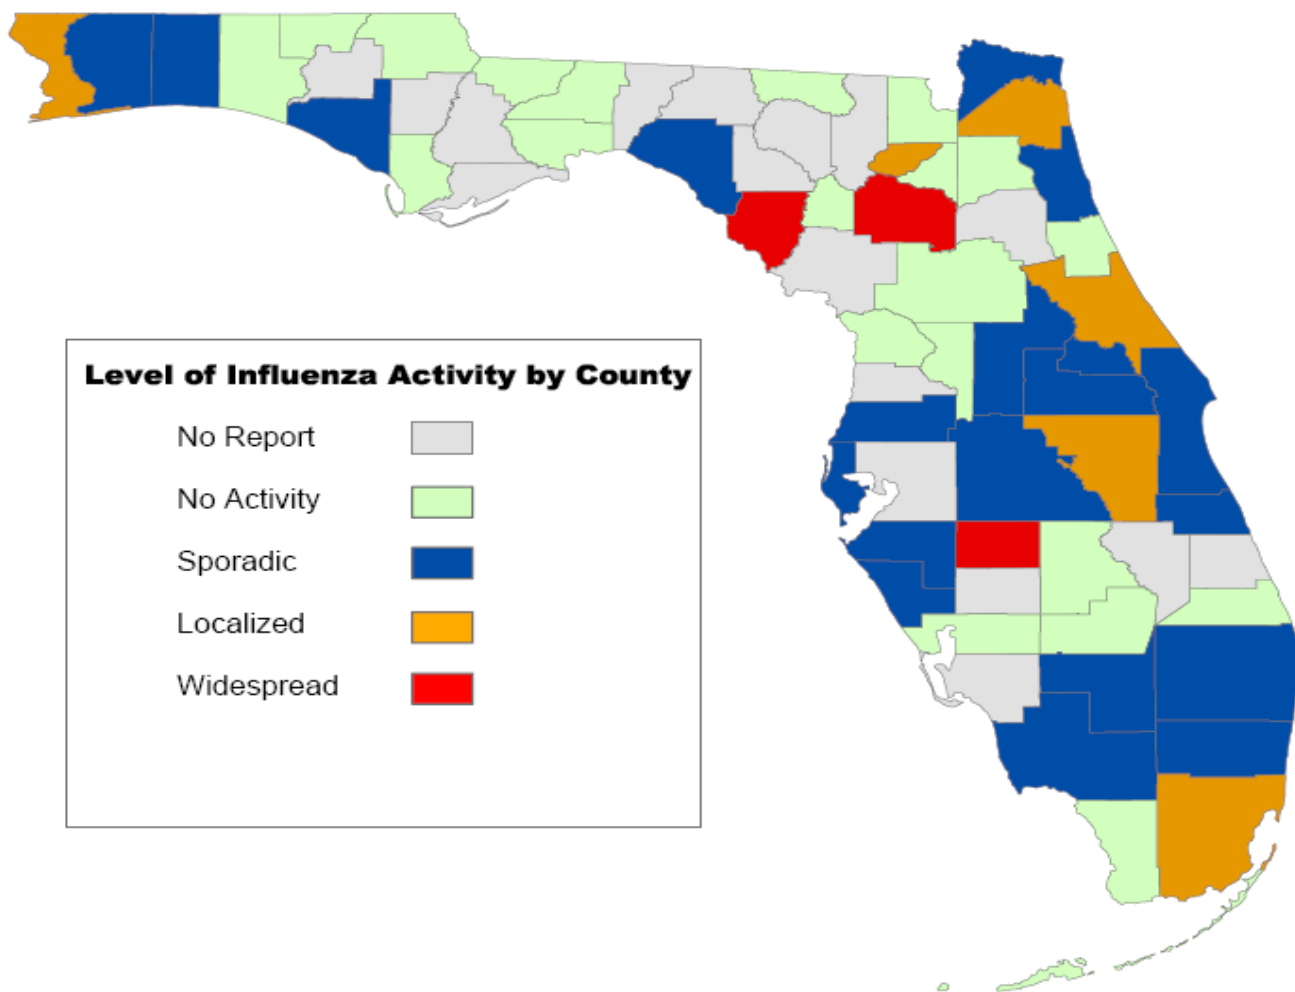 Level of Influenza Activity by County
No Report
No Activity
Sporadic
Localized
Widespread